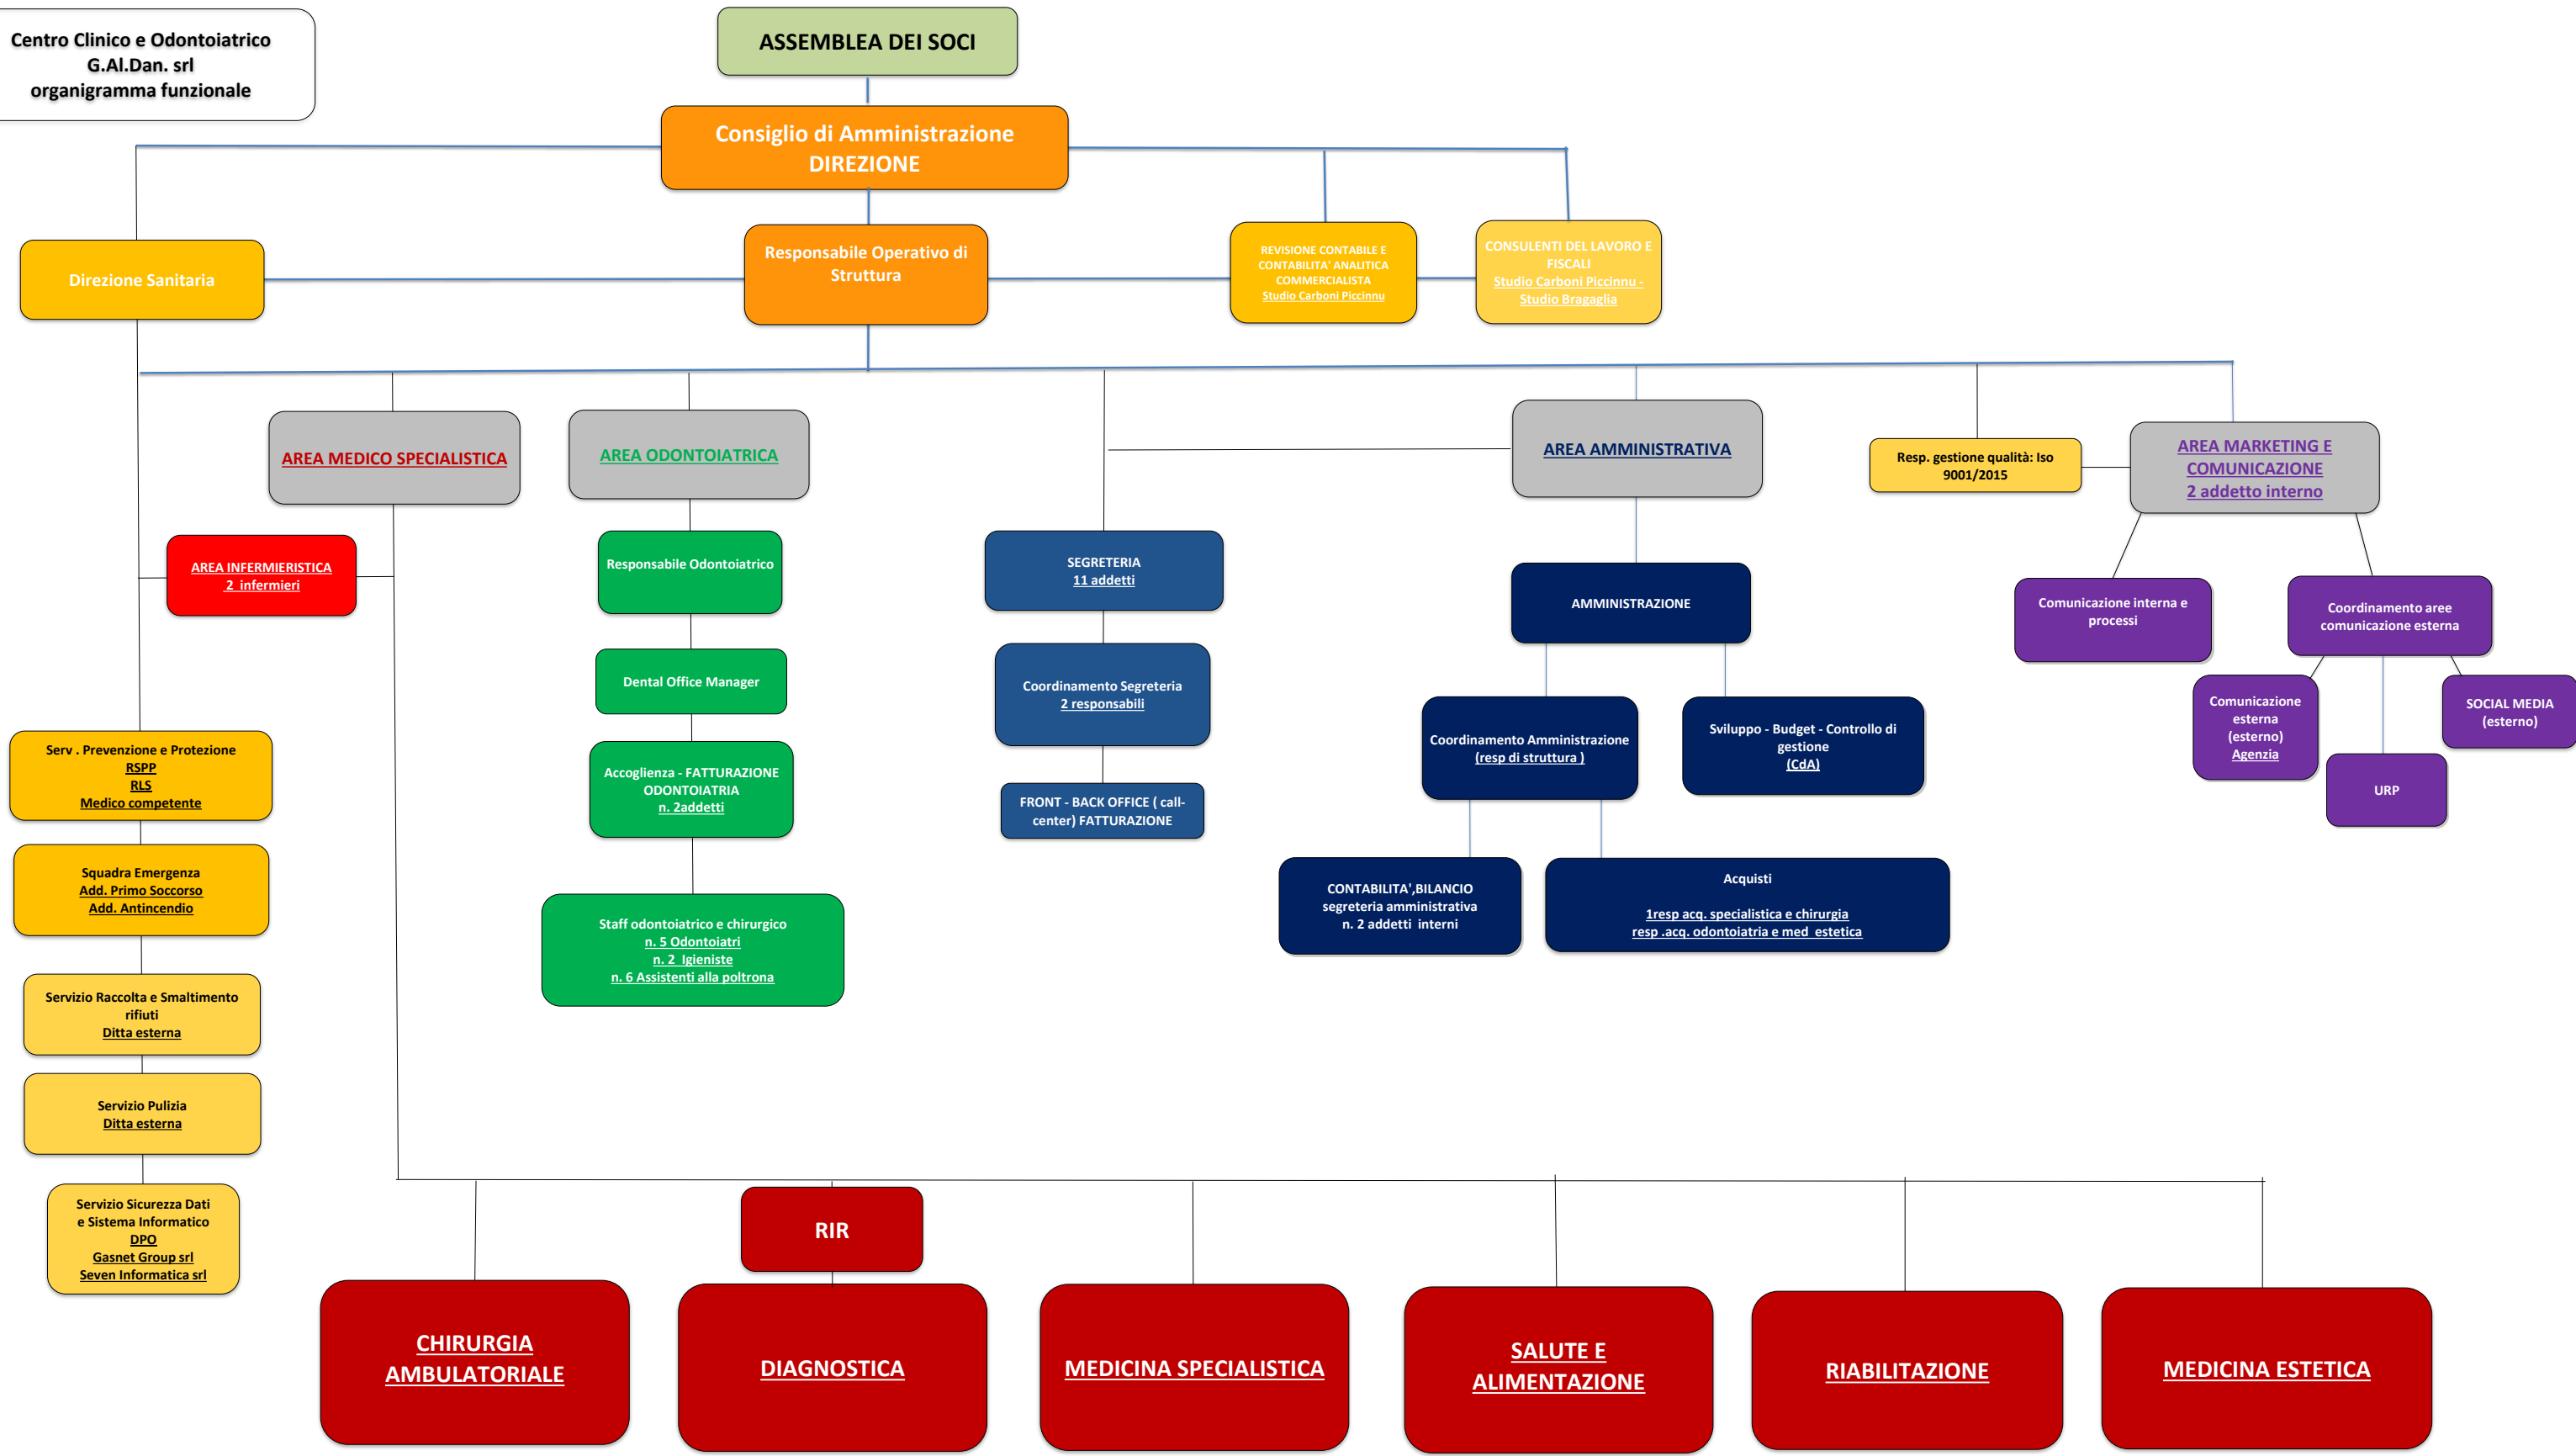 Centro Clinico e Odontoiatrico
G.Al.Dan. srl
organigramma funzionale
ASSEMBLEA DEI SOCI
Consiglio di Amministrazione
DIREZIONE
Direzione Sanitaria
Responsabile Operativo di
Struttura
REVISIONE CONTABILE E
CONTABILITA' ANALITICA
COMMERCIALISTA
Studio Carboni Piccinnu
CONSULENTI DEL LAVORO E
FISCALI
Studio Carboni Piccinnu -
Studio Bragaglia
AREA MEDICO SPECIALISTICA
AREA ODONTOIATRICA
AREA AMMINISTRATIVA
Resp. gestione qualità: Iso
9001/2015
AREA MARKETING E
COMUNICAZIONE
2 addetto interno
AREA INFERMIERISTICA
2  infermieri
Responsabile Odontoiatrico
Dental Office Manager
Accoglienza - FATTURAZIONE
ODONTOIATRIA
n. 2addetti
Staff odontoiatrico e chirurgico
n. 5 Odontoiatri
n. 2  Igieniste
n. 6 Assistenti alla poltrona
SEGRETERIA
11 addetti
Coordinamento Segreteria
2 responsabili
FRONT - BACK OFFICE ( call-
center) FATTURAZIONE
AMMINISTRAZIONE
Coordinamento Amministrazione
(resp di struttura )
Sviluppo - Budget - Controllo di
gestione
(CdA)
CONTABILITA',BILANCIO
segreteria amministrativa
n. 2 addetti  interni
Acquisti
1resp acq. specialistica e chirurgia
resp .acq. odontoiatria e med  estetica
Comunicazione interna e
processi
Coordinamento aree
comunicazione esterna
Comunicazione
esterna
(esterno)
Agenzia
URP
SOCIAL MEDIA
(esterno)
Serv . Prevenzione e Protezione
RSPP
RLS
Medico competente
Squadra Emergenza
Add. Primo Soccorso
Add. Antincendio
Servizio Raccolta e Smaltimento
rifiuti
Ditta esterna
Servizio Pulizia
Ditta esterna
Servizio Sicurezza Dati
e Sistema Informatico
DPO
Gasnet Group srl
Seven Informatica srl
RIR
CHIRURGIA
AMBULATORIALE
DIAGNOSTICA
MEDICINA SPECIALISTICA
SALUTE E
ALIMENTAZIONE
RIABILITAZIONE
MEDICINA ESTETICA